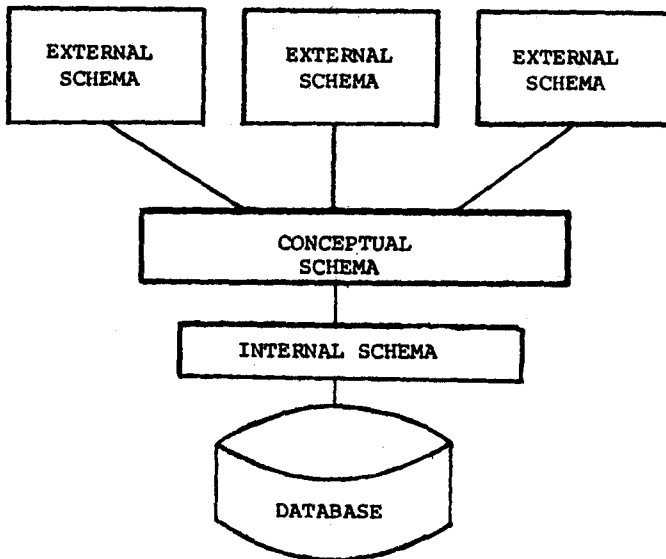 EXTERNAL
SCHEMA
EXTERNAL
SCHEMA
EXTERNAL
SCHEMA
CONCEPTUAL
SCHEMA
INTERNAL SCHEMA
DATABASE